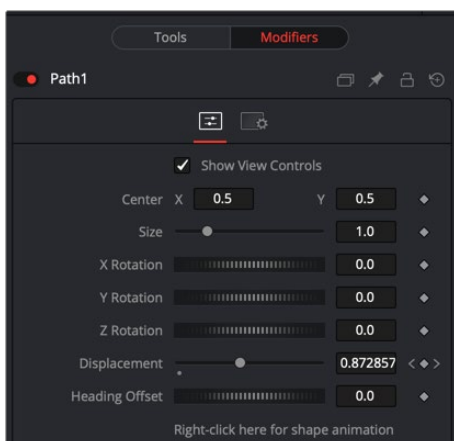 Tools Modifiers
Path1
Show View Controls
Center X 0.5 Y 0.5
Size 1.0
X Rotation 0.0
Y Rotation 0.0
Z Rotation 0.0
Displacement 0.872857
Heading Offset 0.0
Right-click here for shape animation